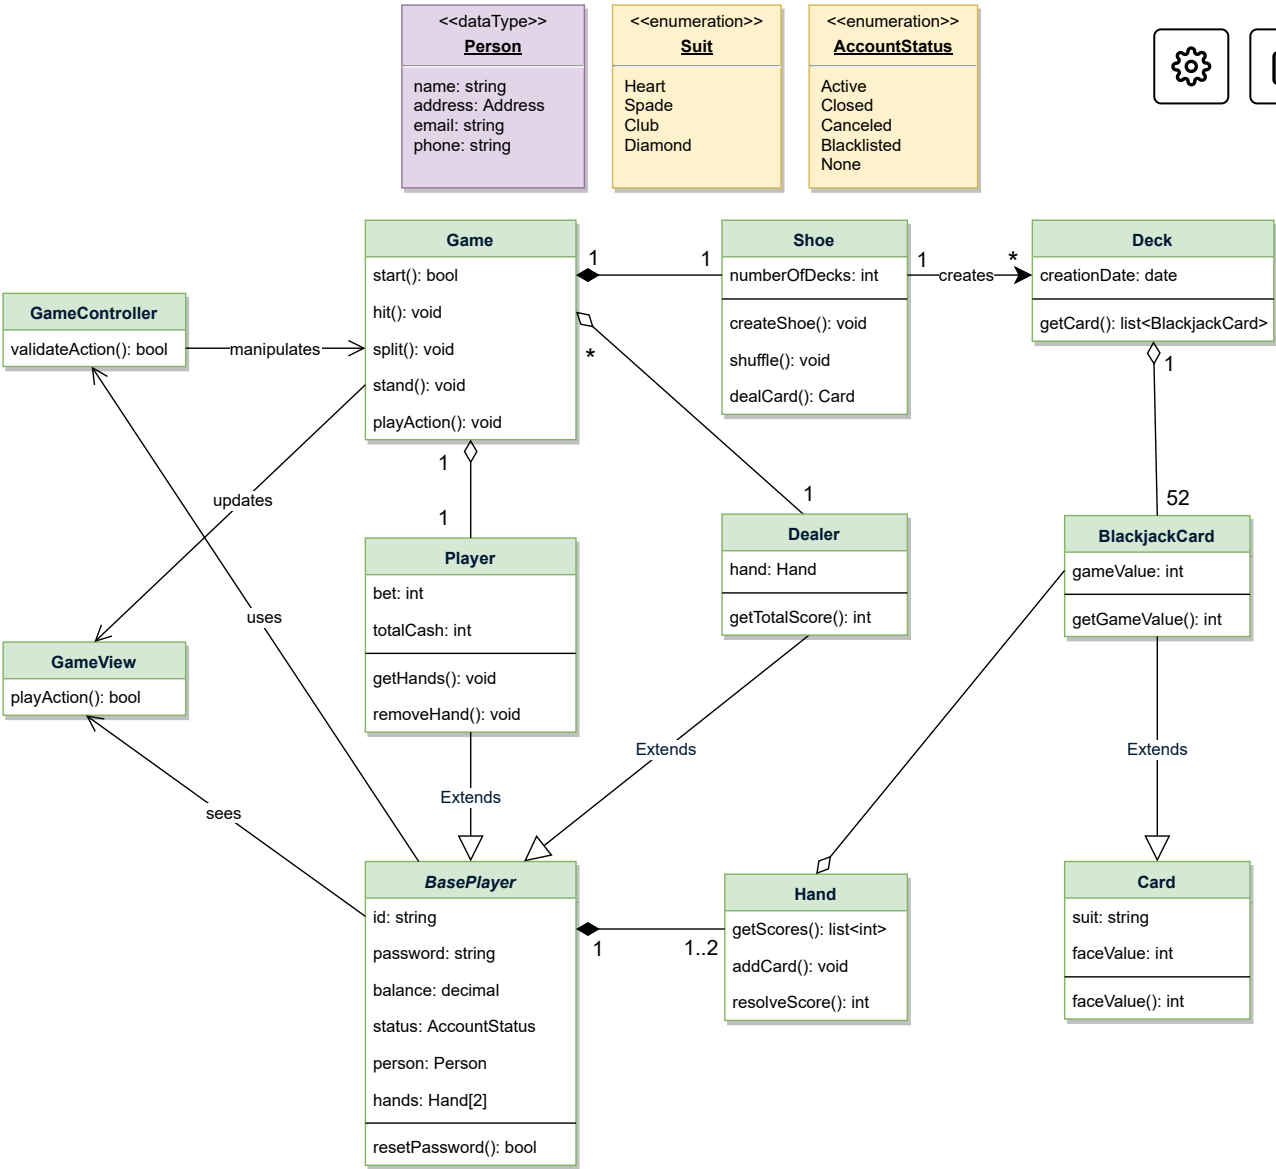 <<dataType>>
Person
name: string
address: Address
email: string
phone: string
<<enumeration>>
Suit
Heart
Spade
Club
Diamond
<<enumeration>>
AccountStatus
Active
Closed
Canceled
Blacklisted
None
Game
start(): bool
hit(): void
split(): void
stand(): void
playAction(): void
1
1
Shoe
numberOfDecks: int
createShoe(): void
shuffle(): void
dealCard(): Card
1
creates
*
Deck
creationDate: date
getCard(): list<BlackjackCard>
GameController
validateAction(): bool
manipulates
*
1
1
1
updates
1
52
Player
bet: int
totalCash: int
getHands(): void
removeHand(): void
Dealer
hand: Hand
getTotalScore(): int
BlackjackCard
gameValue: int
getGameValue(): int
uses
GameView
playAction(): bool
sees
Extends
Extends
Extends
BasePlayer
id: string
password: string
balance: decimal
status: AccountStatus
person: Person
hands: Hand[2]
resetPassword(): bool
1
1..2
Hand
getScores(): list<int>
addCard(): void
resolveScore(): int
Card
suit: string
faceValue: int
faceValue(): int